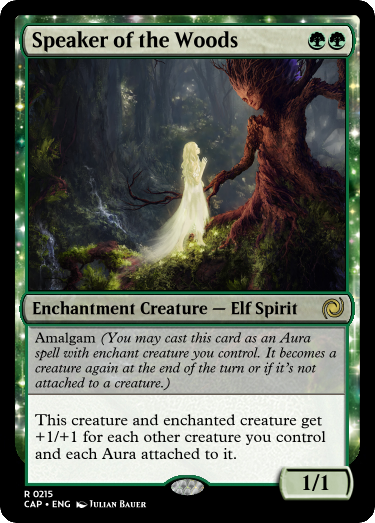 Speaker of the Woods
Enchantment Creature — Elf Spirit
Amalgam (You may cast this card as an Aura
spell with enchant creature you control. It becomes a
creature again at the end of the turn or if it's not
attached to a creature.)
This creature and enchanted creature get
+1/+1 for each other creature you control
and each Aura attached to it.
1/1
R 0215
CAP • ENG Julian Bauer